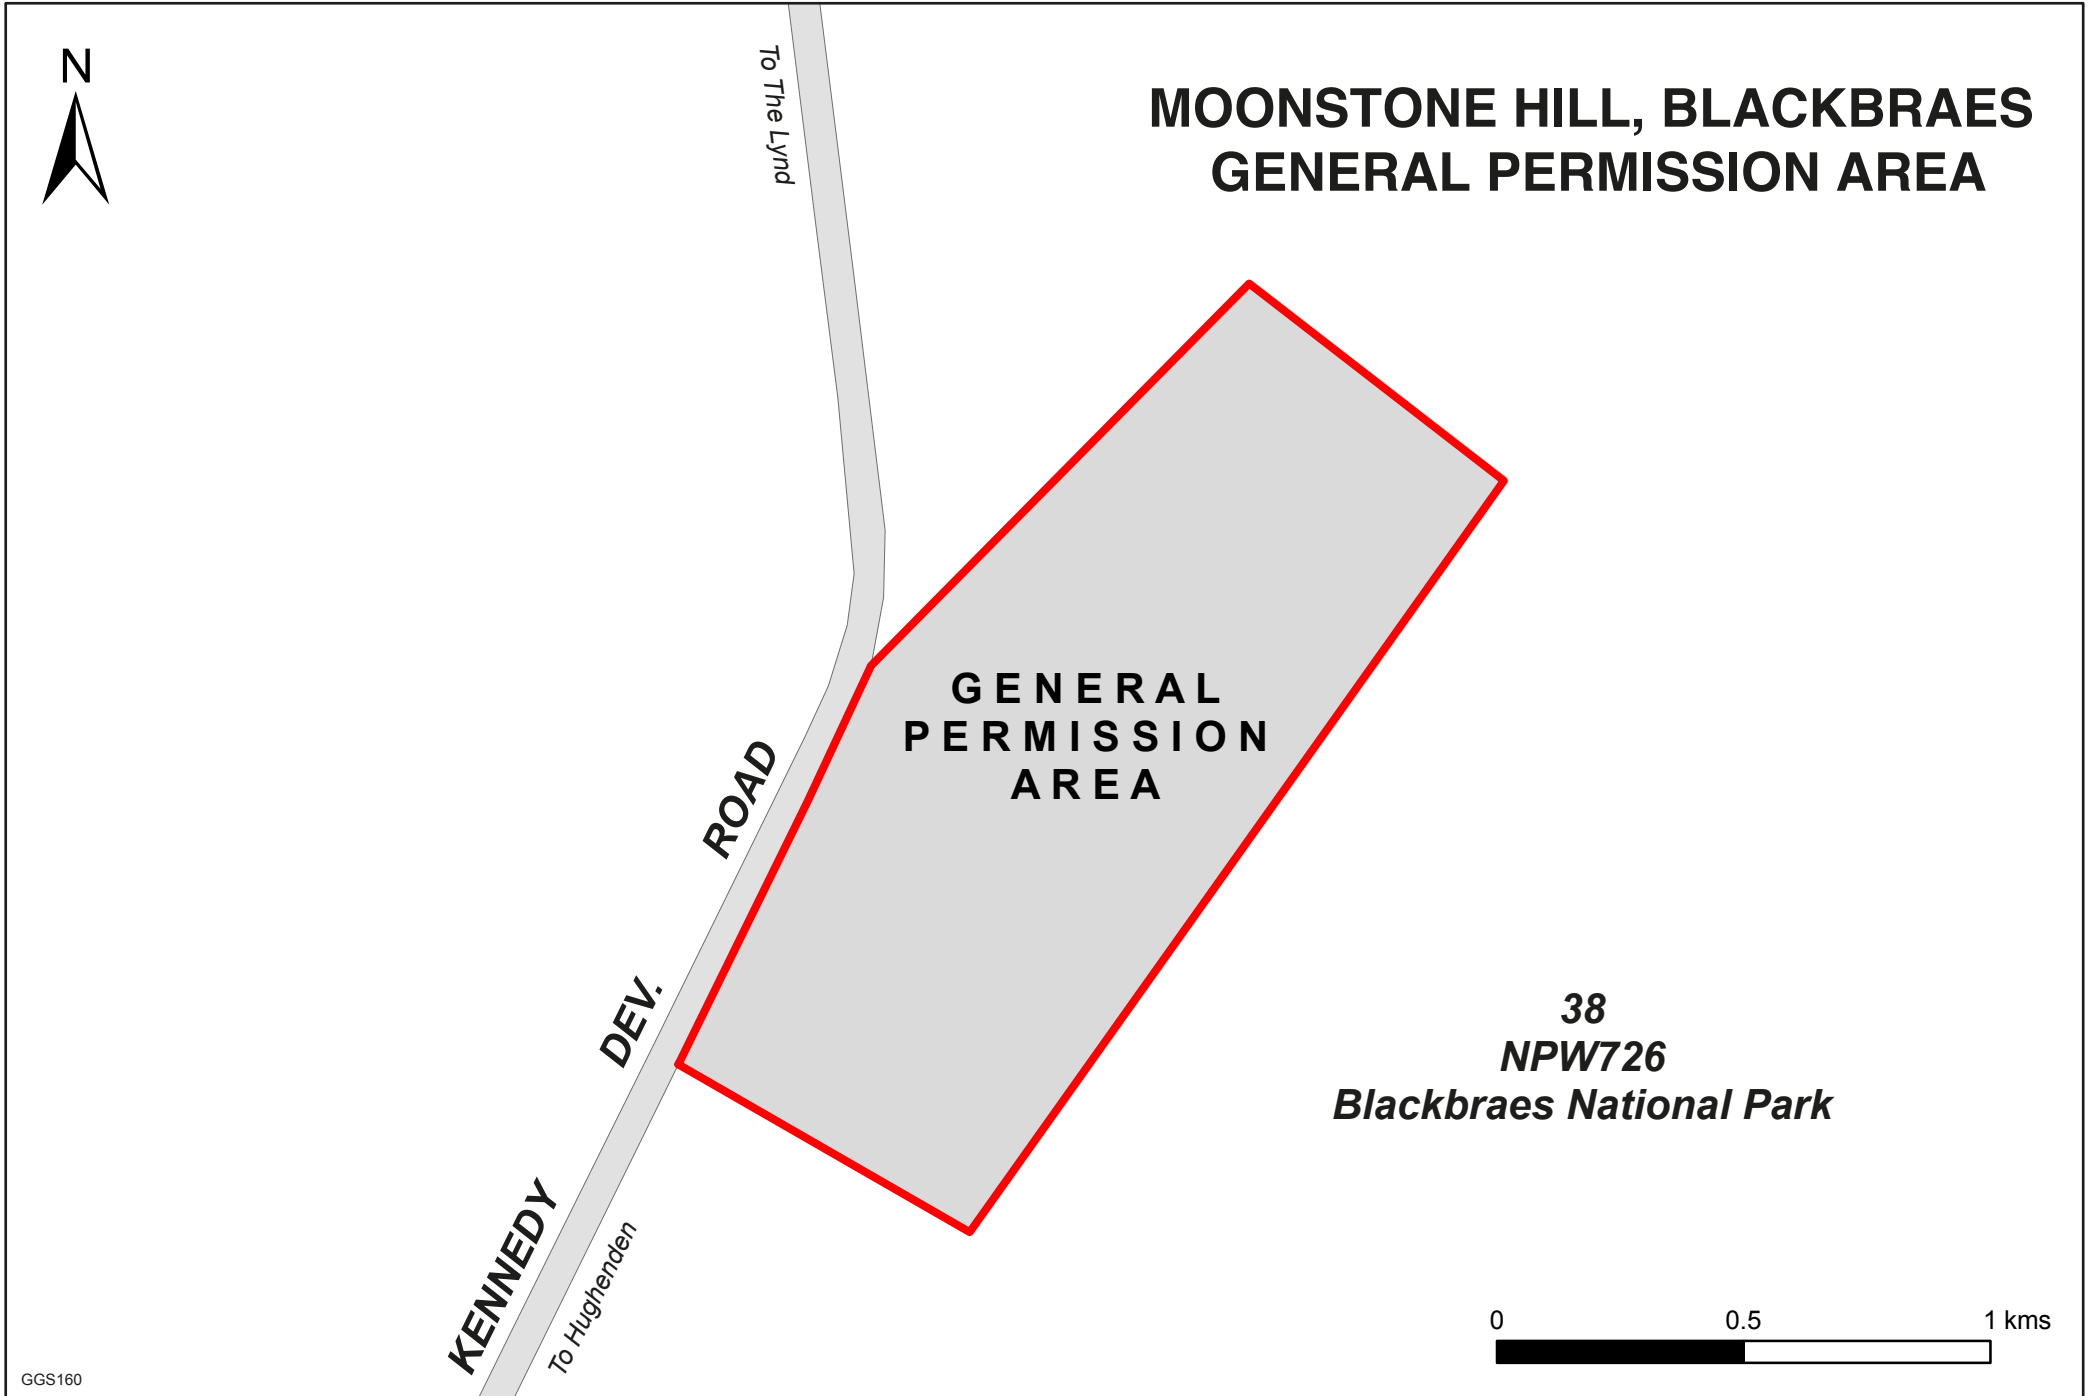 N
To The Lynd
MOONSTONE HILL, BLACKBRAES
GENERAL PERMISSION AREA
GENERAL
PERMISSION
AREA
KENNEDY DEV. ROAD
To Hughenden
38
NPW726
Blackbraes National Park
0 0.5 1 kms
GGS160